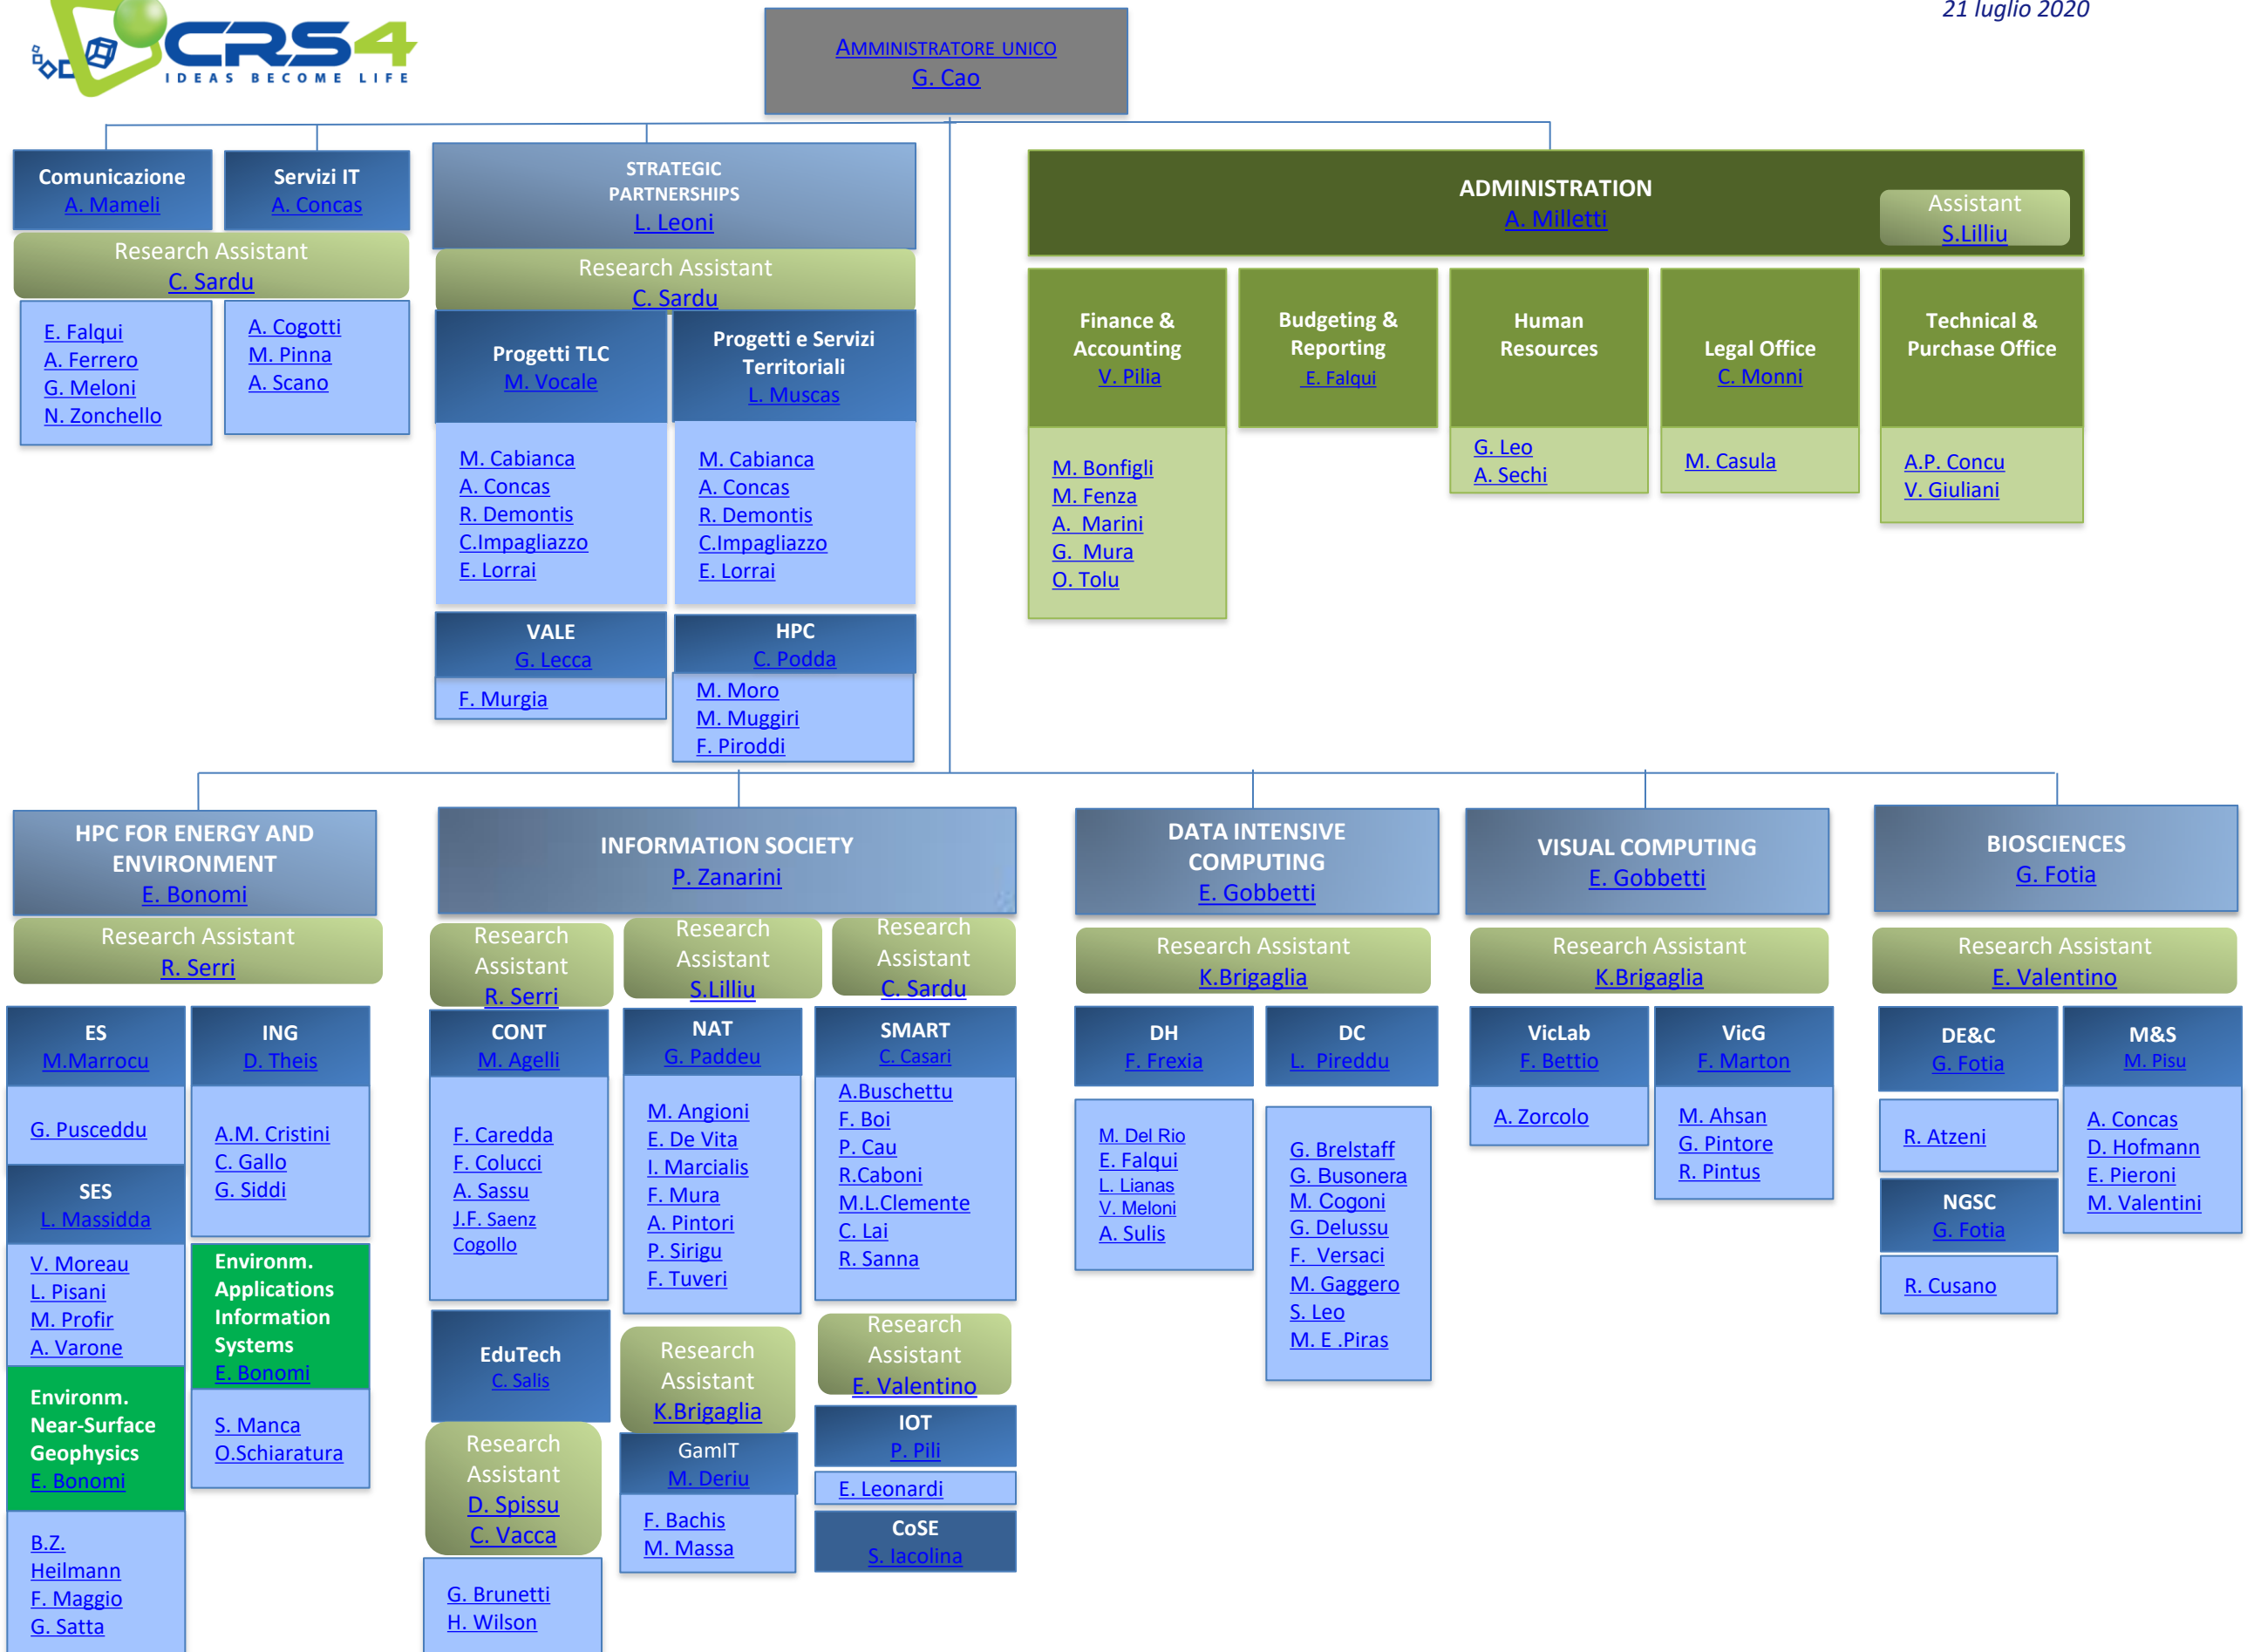 21 luglio 2020
CRS4
IDEAS BECOME LIFE
AMMINISTRATORE UNICO
G. Cao
Comunicazione
A. Mameli
Servizi IT
A. Concas
Research Assistant
C. Sardu
E. Falqui
A. Ferrero
G. Meloni
N. Zonchello
A. Cogotti
M. Pinna
A. Scano
STRATEGIC
PARTNERSHIPS
L. Leoni
Research Assistant
C. Sardu
Progetti TLC
M. Vocale
Progetti e Servizi
Territoriali
L. Muscas
M. Cabianca
A. Concas
R. Demontis
C.Impagliazzo
E. Lorrai
M. Cabianca
A. Concas
R. Demontis
C.Impagliazzo
E. Lorrai
VALE
G. Lecca
F. Murgia
HPC
C. Podda
M. Moro
M. Muggiri
F. Piroddi
ADMINISTRATION
A. Milletti
Assistant
S.Lilliu
Finance &
Accounting
V. Pilia
M. Bonfigli
M. Fenza
A. Marini
G. Mura
O. Tolu
Budgeting &
Reporting
E. Falqui
Human
Resources
G. Leo
A. Sechi
Legal Office
C. Monni
M. Casula
Technical &
Purchase Office
A.P. Concu
V. Giuliani
HPC FOR ENERGY AND
ENVIRONMENT
E. Bonomi
Research Assistant
R. Serri
ES
M.Marrocu
G. Pusceddu
SES
L. Massidda
V. Moreau
L. Pisani
M. Profir
A. Varone
Environm.
Near-Surface
Geophysics
E. Bonomi
B.Z.
Heilmann
F. Maggio
G. Satta
ING
D. Theis
A.M. Cristini
C. Gallo
G. Siddi
Environm.
Applications
Information
Systems
E. Bonomi
S. Manca
O.Schiaratura
INFORMATION SOCIETY
P. Zanarini
Research
Assistant
R. Serri
CONT
M. Agelli
F. Caredda
F. Colucci
A. Sassu
J.F. Saenz
Cogollo
EduTech
C. Salis
Research
Assistant
D. Spissu
C. Vacca
G. Brunetti
H. Wilson
Research
Assistant
S.Lilliu
NAT
G. Paddeu
M. Angioni
E. De Vita
I. Marcialis
F. Mura
A. Pintori
P. Sirigu
F. Tuveri
Research
Assistant
K.Brigaglia
GamIT
M. Deriu
F. Bachis
M. Massa
Research
Assistant
C. Sardu
SMART
C. Casari
A.Buschettu
F. Boi
P. Cau
R.Caboni
M.L.Clemente
C. Lai
R. Sanna
Research
Assistant
E. Valentino
IOT
P. Pili
E. Leonardi
CoSE
S. Iacolina
DATA INTENSIVE
COMPUTING
E. Gobbetti
Research Assistant
K.Brigaglia
DH
F. Frexia
M. Del Rio
E. Falqui
L. Lianas
V. Meloni
A. Sulis
DC
L. Pireddu
G. Brelstaff
G. Busonera
M. Cogoni
G. Delussu
F. Versaci
M. Gaggero
S. Leo
M. E .Piras
VISUAL COMPUTING
E. Gobbetti
Research Assistant
K.Brigaglia
VicLab
F. Bettio
A. Zorcolo
VicG
F. Marton
M. Ahsan
G. Pintore
R. Pintus
BIOSCIENCES
G. Fotia
Research Assistant
E. Valentino
DE&C
G. Fotia
R. Atzeni
NGSC
G. Fotia
R. Cusano
M&S
M. Pisu
A. Concas
D. Hofmann
E. Pieroni
M. Valentini